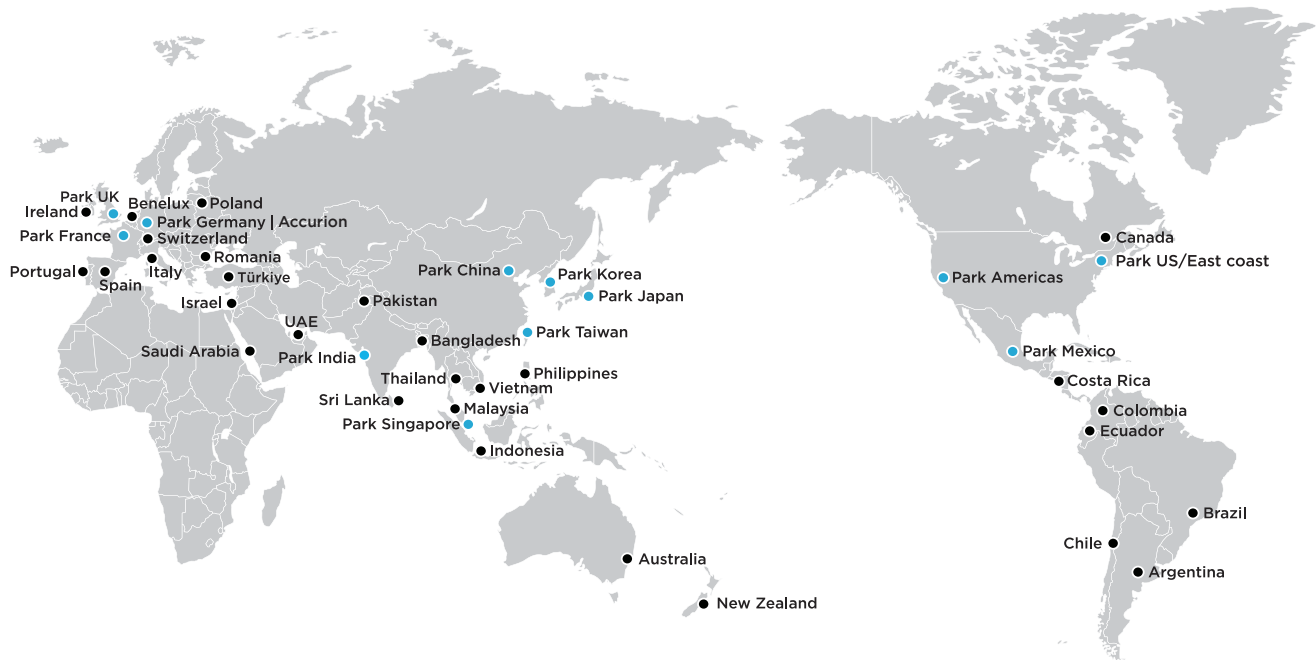 Park UK
Benelux
Poland
Ireland
Park Germany | Accurion
Park France
Switzerland
Romania
Portugal
Spain
Italy
Türkiye
Israel
UAE
Saudi Arabia
Pakistan
Park India
Bangladesh
Park China
Park Korea
Park Japan
Park Taiwan
Thailand
Philippines
Vietnam
Sri Lanka
Malaysia
Park Singapore
Indonesia
Australia
New Zealand
Canada
Park US/East coast
Park Americas
Park Mexico
Costa Rica
Colombia
Ecuador
Brazil
Chile
Argentina